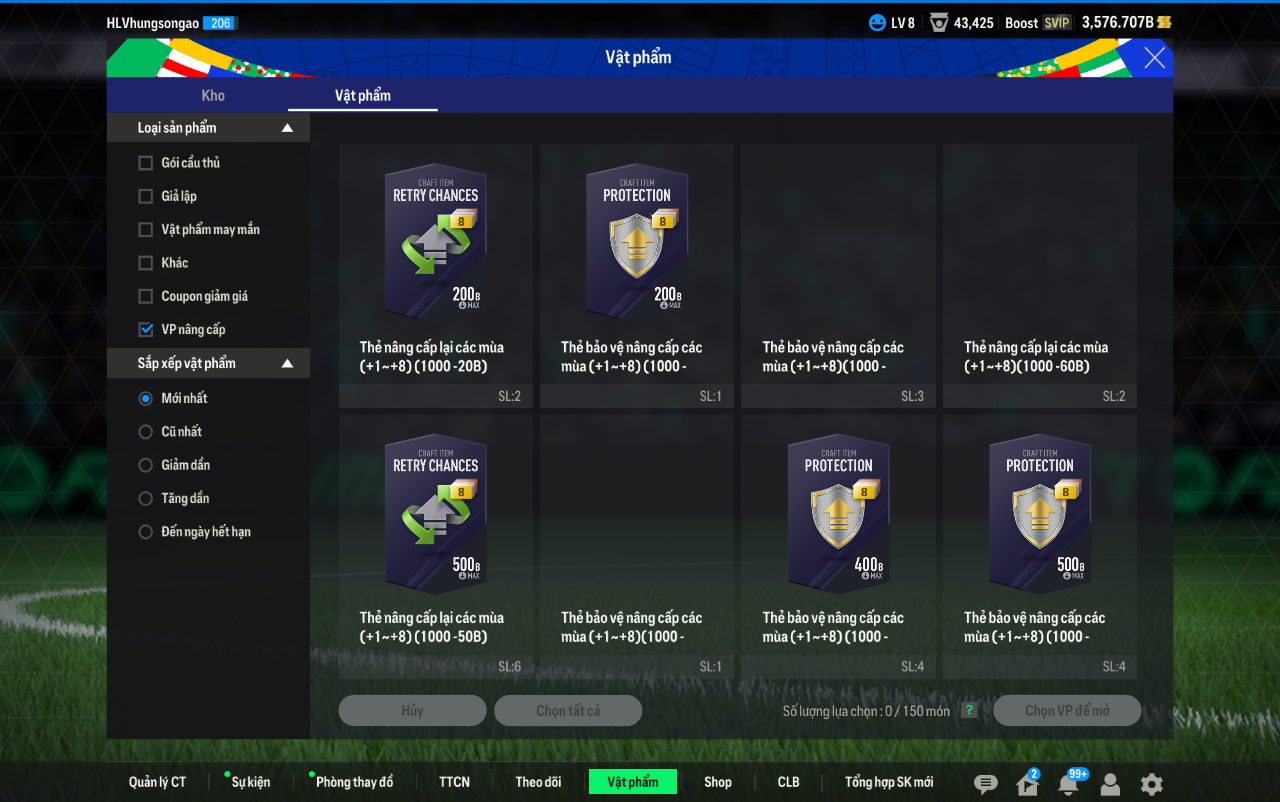 HLVhungsongao 206
LV 8 43,425 Boost SVIP 3,576.707B
Vật phẩm
Kho Vật phẩm
Loại sản phẩm
Gói cầu thủ
Giả lập
Vật phẩm may mắn
Khác
Coupon giảm giá
VP nâng cấp
Sắp xếp vật phẩm
Mới nhất
Cũ nhất
Giảm dần
Tăng dần
Đến ngày hết hạn
CRAFT ITEM
RETRY CHANCES
8
200B
MAX
Thẻ nâng cấp lại các mùa
(+1~+8) (1000 -20B)
SL:2
CRAFT ITEM
PROTECTION
8
200B
MAX
Thẻ bảo vệ nâng cấp các
mùa (+1~+8) (1000 -
SL:1
Thẻ bảo vệ nâng cấp các
mùa (+1~+8)(1000 -
SL:3
Thẻ nâng cấp lại các mùa
(+1~+8)(1000 -60B)
SL:2
CRAFT ITEM
RETRY CHANCES
8
500B
MAX
Thẻ nâng cấp lại các mùa
(+1~+8) (1000 -50B)
SL:6
Thẻ bảo vệ nâng cấp các
mùa (+1~+8)(1000 -
SL:1
CRAFT ITEM
PROTECTION
8
400B
MAX
Thẻ bảo vệ nâng cấp các
mùa (+1~+8) (1000 -
SL:4
CRAFT ITEM
PROTECTION
8
500B
MAX
Thẻ bảo vệ nâng cấp các
mùa (+1~+8) (1000 -
SL:4
Hủy Chọn tất cả Số lượng lựa chọn : 0 / 150 món ? Chọn VP để mở
Quản lý CT Sự kiện Phòng thay đồ TTCN Theo dõi Vật phẩm Shop CLB Tổng hợp SK mới 2 99+